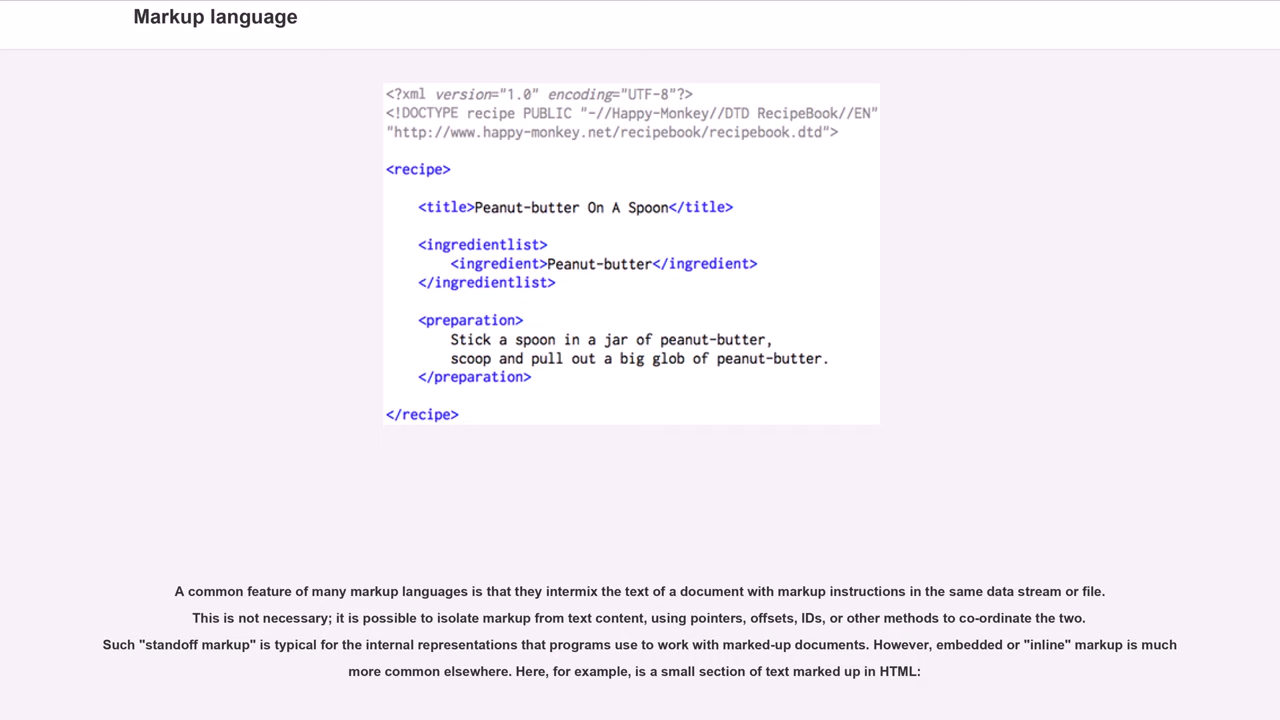 Markup language
<?xml version="1.0" encoding="UTF-8"?>
<!DOCTYPE recipe PUBLIC "-//Happy-Monkey//DTD RecipeBook//EN"
"http://www.happy-monkey.net/recipebook/recipebook.dtd">
<recipe>
<title>Peanut-butter On A Spoon</title>
<ingredientlist>
<ingredient>Peanut-butter</ingredient>
</ingredientlist>
<preparation>
Stick a spoon in a jar of peanut-butter,
scoop and pull out a big glob of peanut-butter.
</preparation>
</recipe>
A common feature of many markup languages is that they intermix the text of a document with markup instructions in the same data stream or file.
This is not necessary; it is possible to isolate markup from text content, using pointers, offsets, IDs, or other methods to co-ordinate the two.
Such "standoff markup" is typical for the internal representations that programs use to work with marked-up documents. However, embedded or "inline" markup is much
more common elsewhere. Here, for example, is a small section of text marked up in HTML: